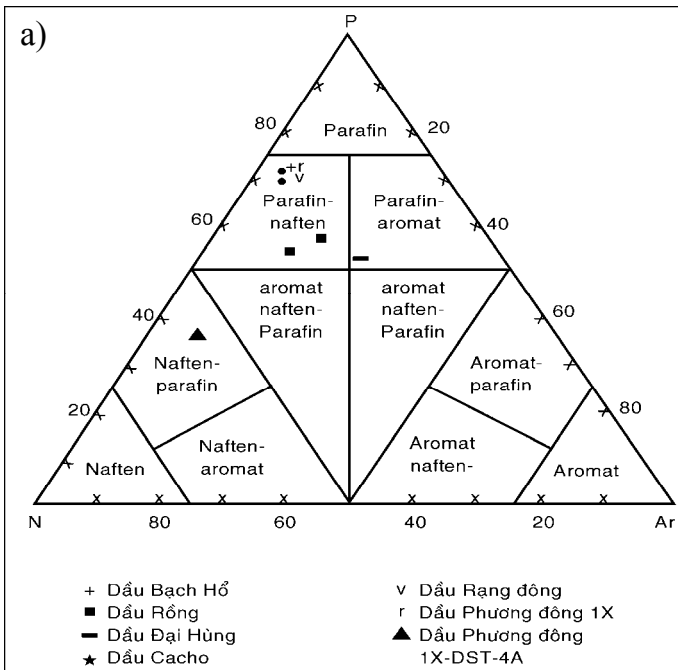 a)
P
80
20
Parafin
+r
v
Parafin-
naften
Parafin-
aromat
60
40
aromat
naften-
Parafin
aromat
naften-
Parafin
40
60
Naften-
parafin
Aromat-
parafin
20
80
Naften
Naften-
aromat
Aromat
naften-
Aromat
N
80
60
40
20
Ar
+ Dầu Bạch Hổ
Dầu Rồng
Dầu Đại Hùng
Dầu Cacho
v Dầu Rạng đông
r Dầu Phương đông 1X
Dầu Phương đông
1X-DST-4A